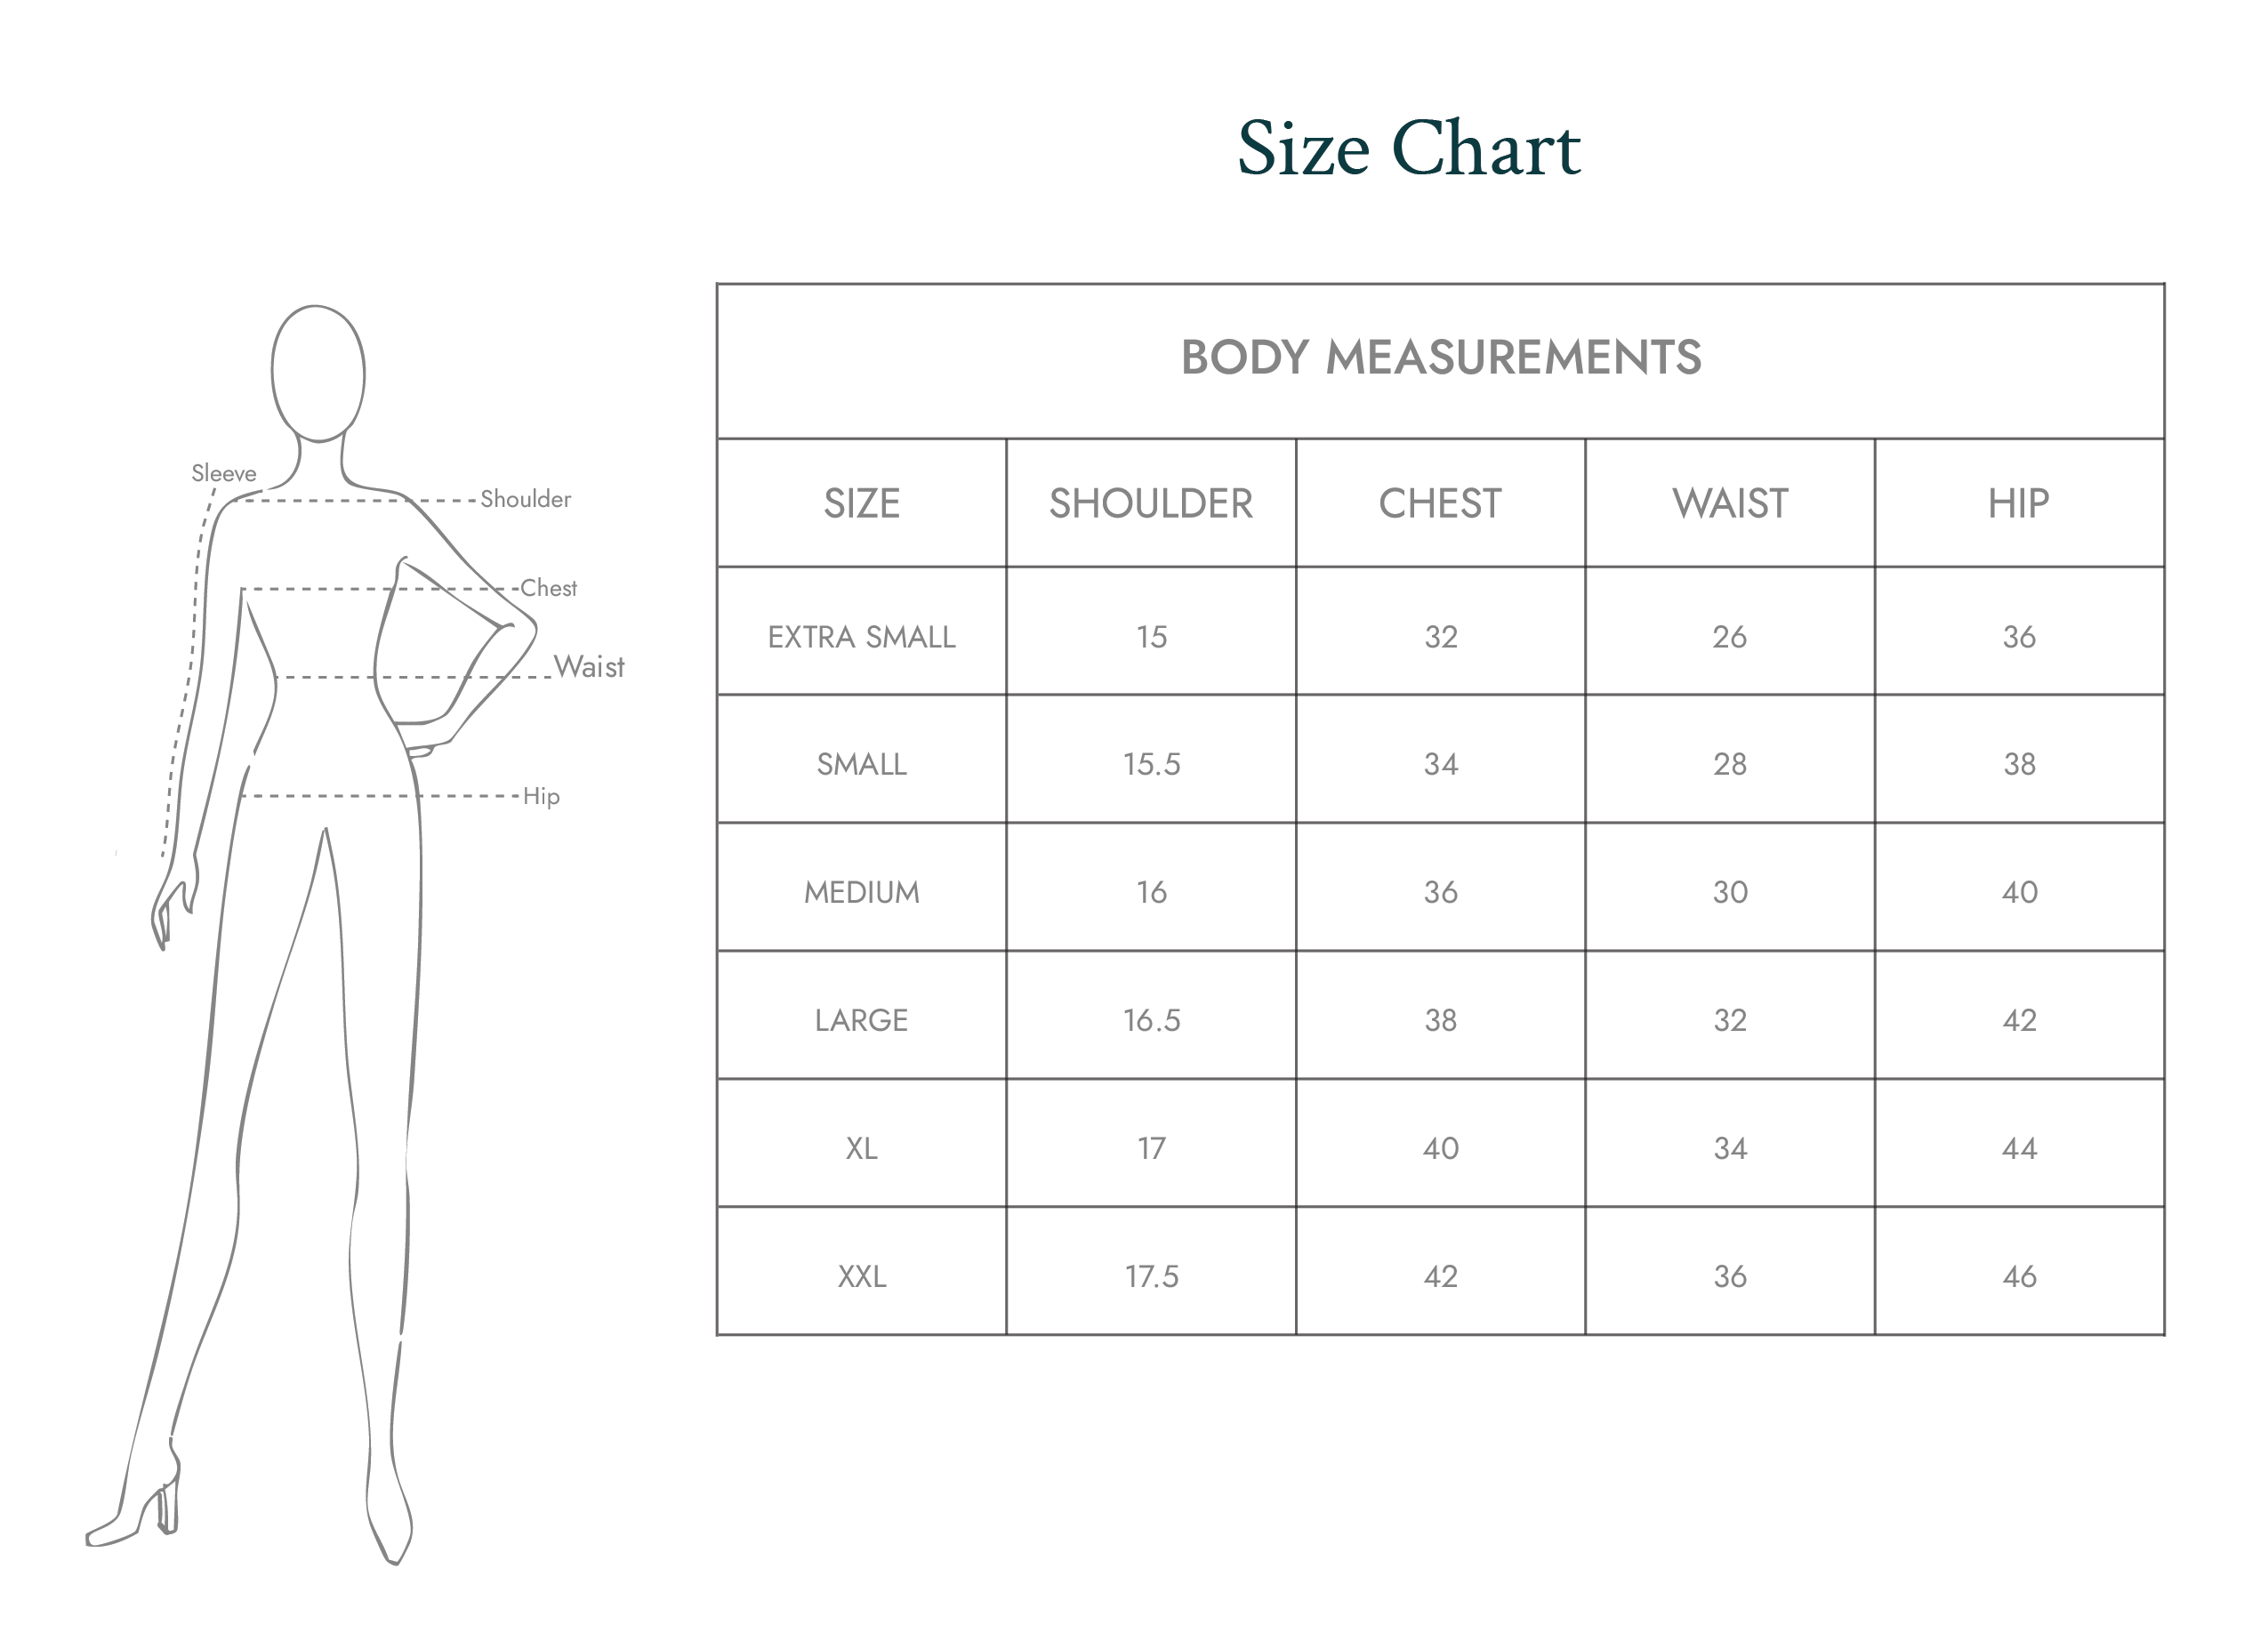 Size Chart
Sleeve
Shoulder
Chest
Waist
Hip
BODY MEASUREMENTS
SIZE SHOULDER CHEST WAIST HIP
EXTRA SMALL 15 32 26 36
SMALL 15.5 34 28 38
MEDIUM 16 36 30 40
LARGE 16.5 38 32 42
XL 17 40 34 44
XXL 17.5 42 36 46